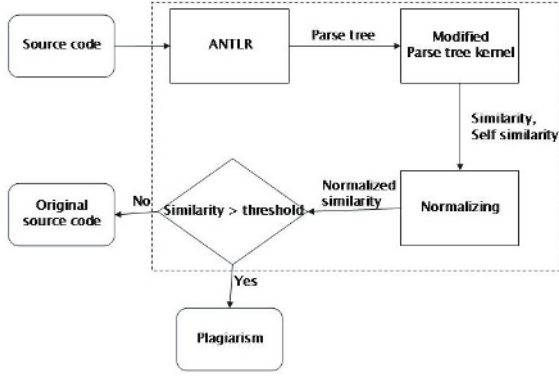 Source code
ANTLR
Parse tree
Modified
Parse tree kernel
Similarity,
Self similarity
Original
source code
No
Similarity > threshold
Normalized
similarity
Normalizing
Yes
Plagiarism